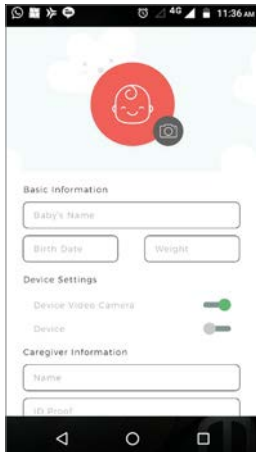 4G 11:36 AM
Basic Information
Baby's Name
Birth Date Weight
Device Settings
Device Video Camera
Device
Caregiver Information
Name
ID Proof